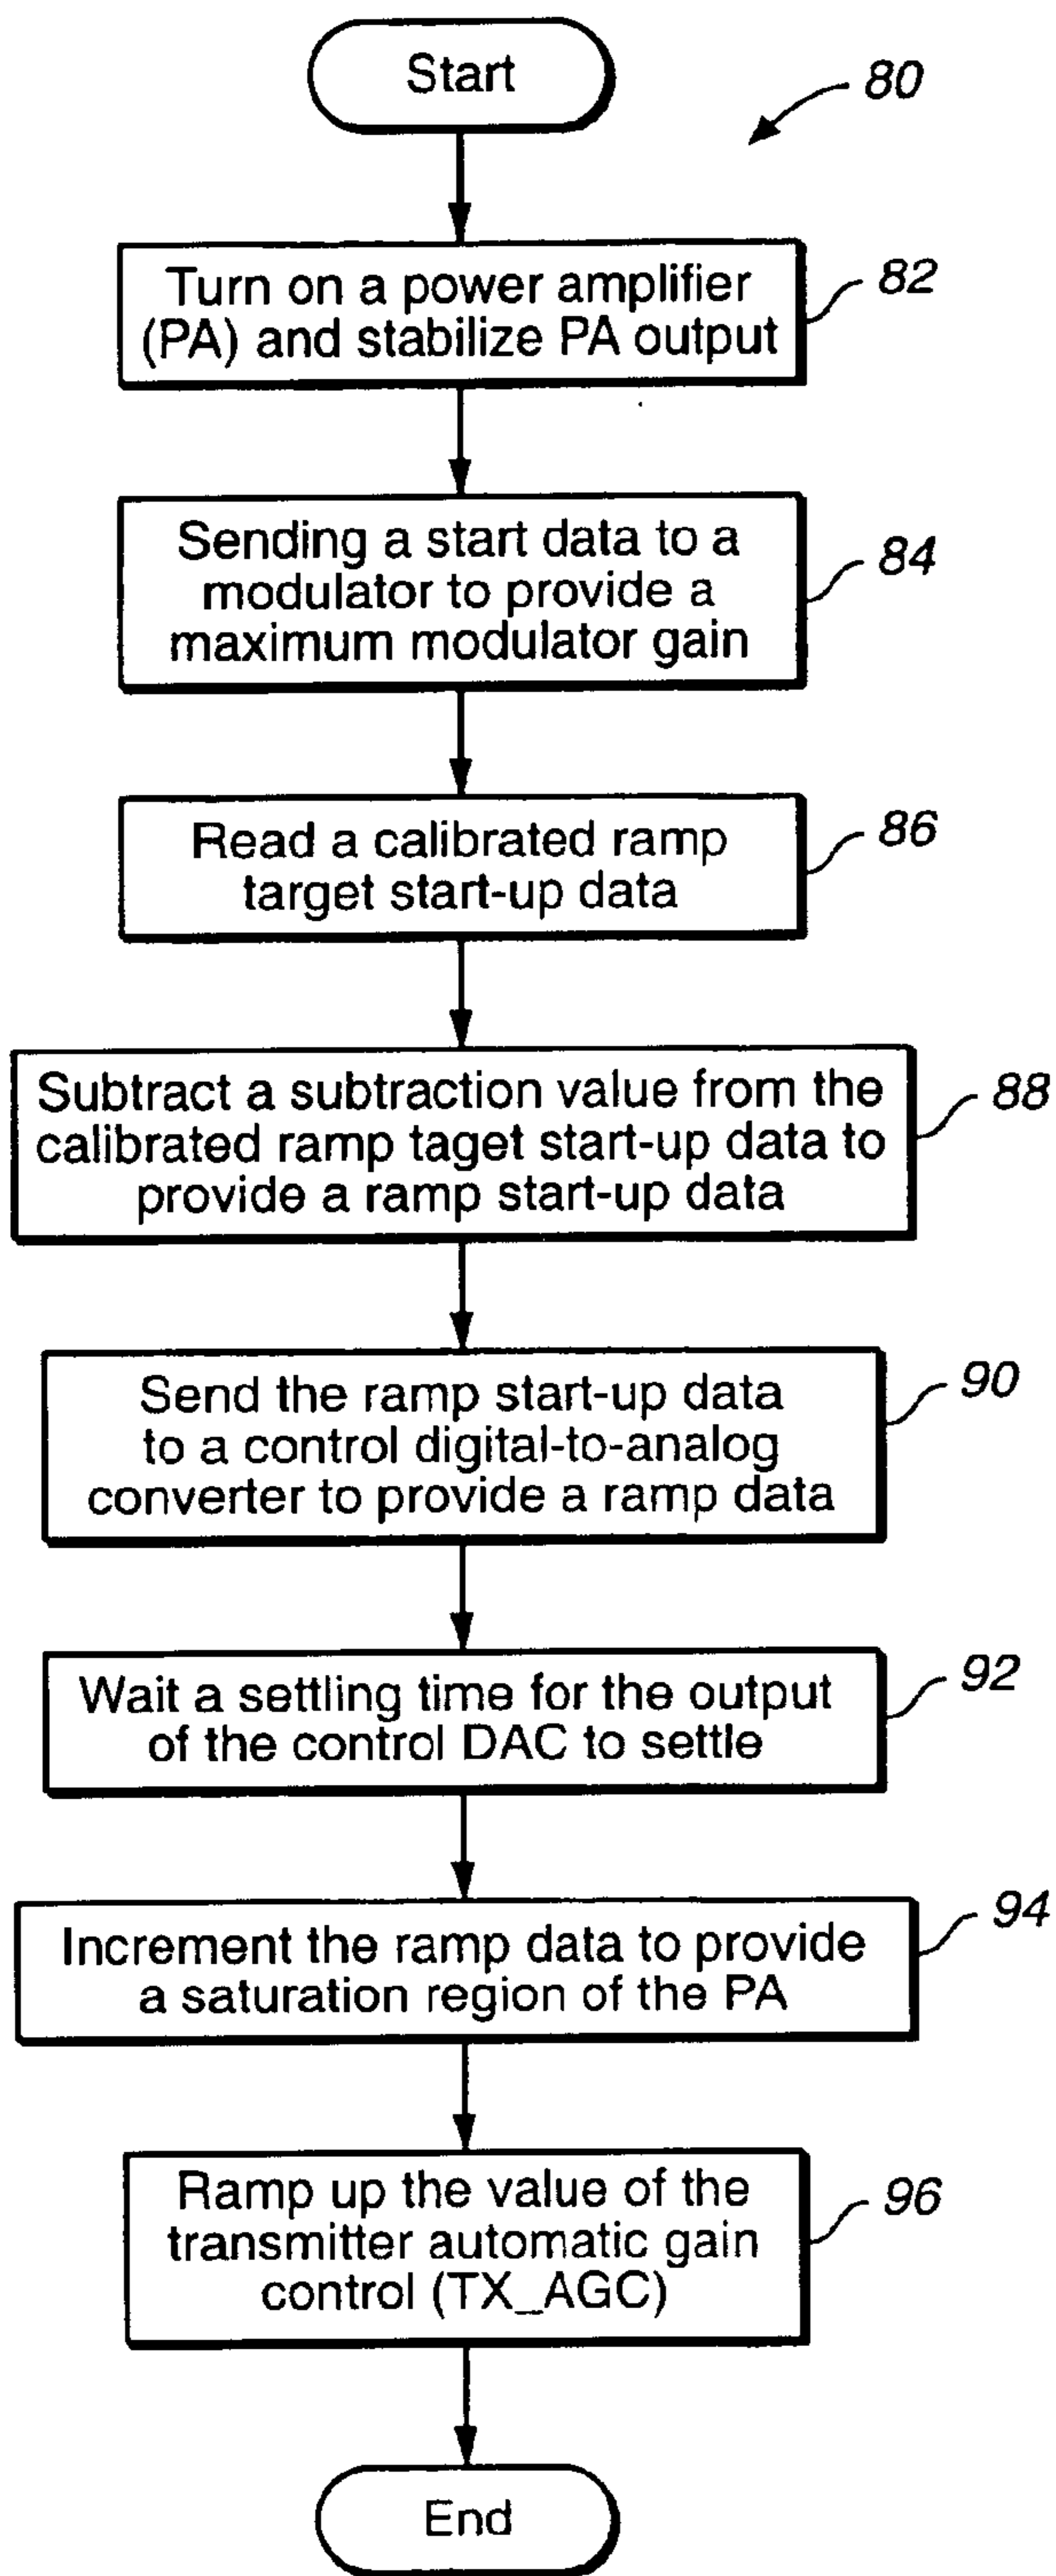 Start
80
Turn on a power amplifier
(PA) and stabilize PA output
82
Sending a start data to a
modulator to provide a
maximum modulator gain
84
Read a calibrated ramp
target start-up data
86
Subtract a subtraction value from the
calibrated ramp taget start-up data to
provide a ramp start-up data
88
Send the ramp start-up data
to a control digital-to-analog
converter to provide a ramp data
90
Wait a settling time for the output
of the control DAC to settle
92
Increment the ramp data to provide
a saturation region of the PA
94
Ramp up the value of the
transmitter automatic gain
control (TX_AGC)
96
End